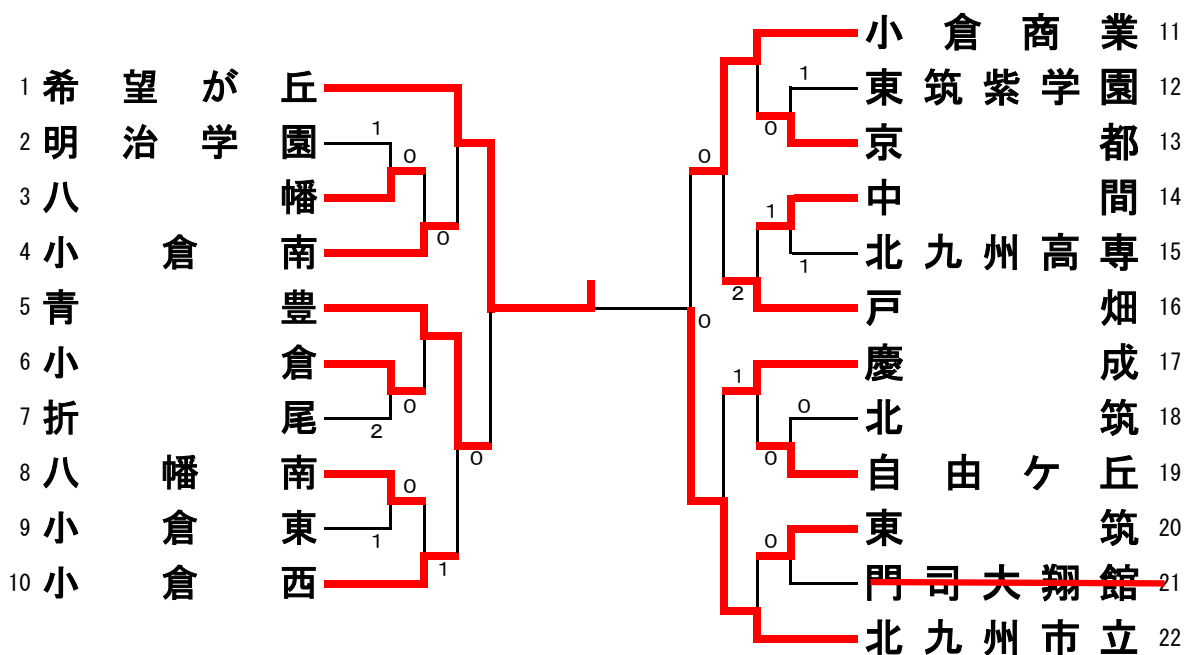 1 希望が丘
2 明治学園
3 八幡
4 小倉南
5 青豊
6 小倉
7 折尾
8 八幡南
9 小倉東
10 小倉西
1
0
0
0
2
0
0
1
1
0
小倉商業 11
東筑紫学園 12
京都 13
中間 14
北九州高専 15
戸畑 16
慶成 17
北筑 18
自由ケ丘 19
東筑 20
門司大翔館 21
北九州市立 22
1
0
0
1
1
2
0
1
0
0
0